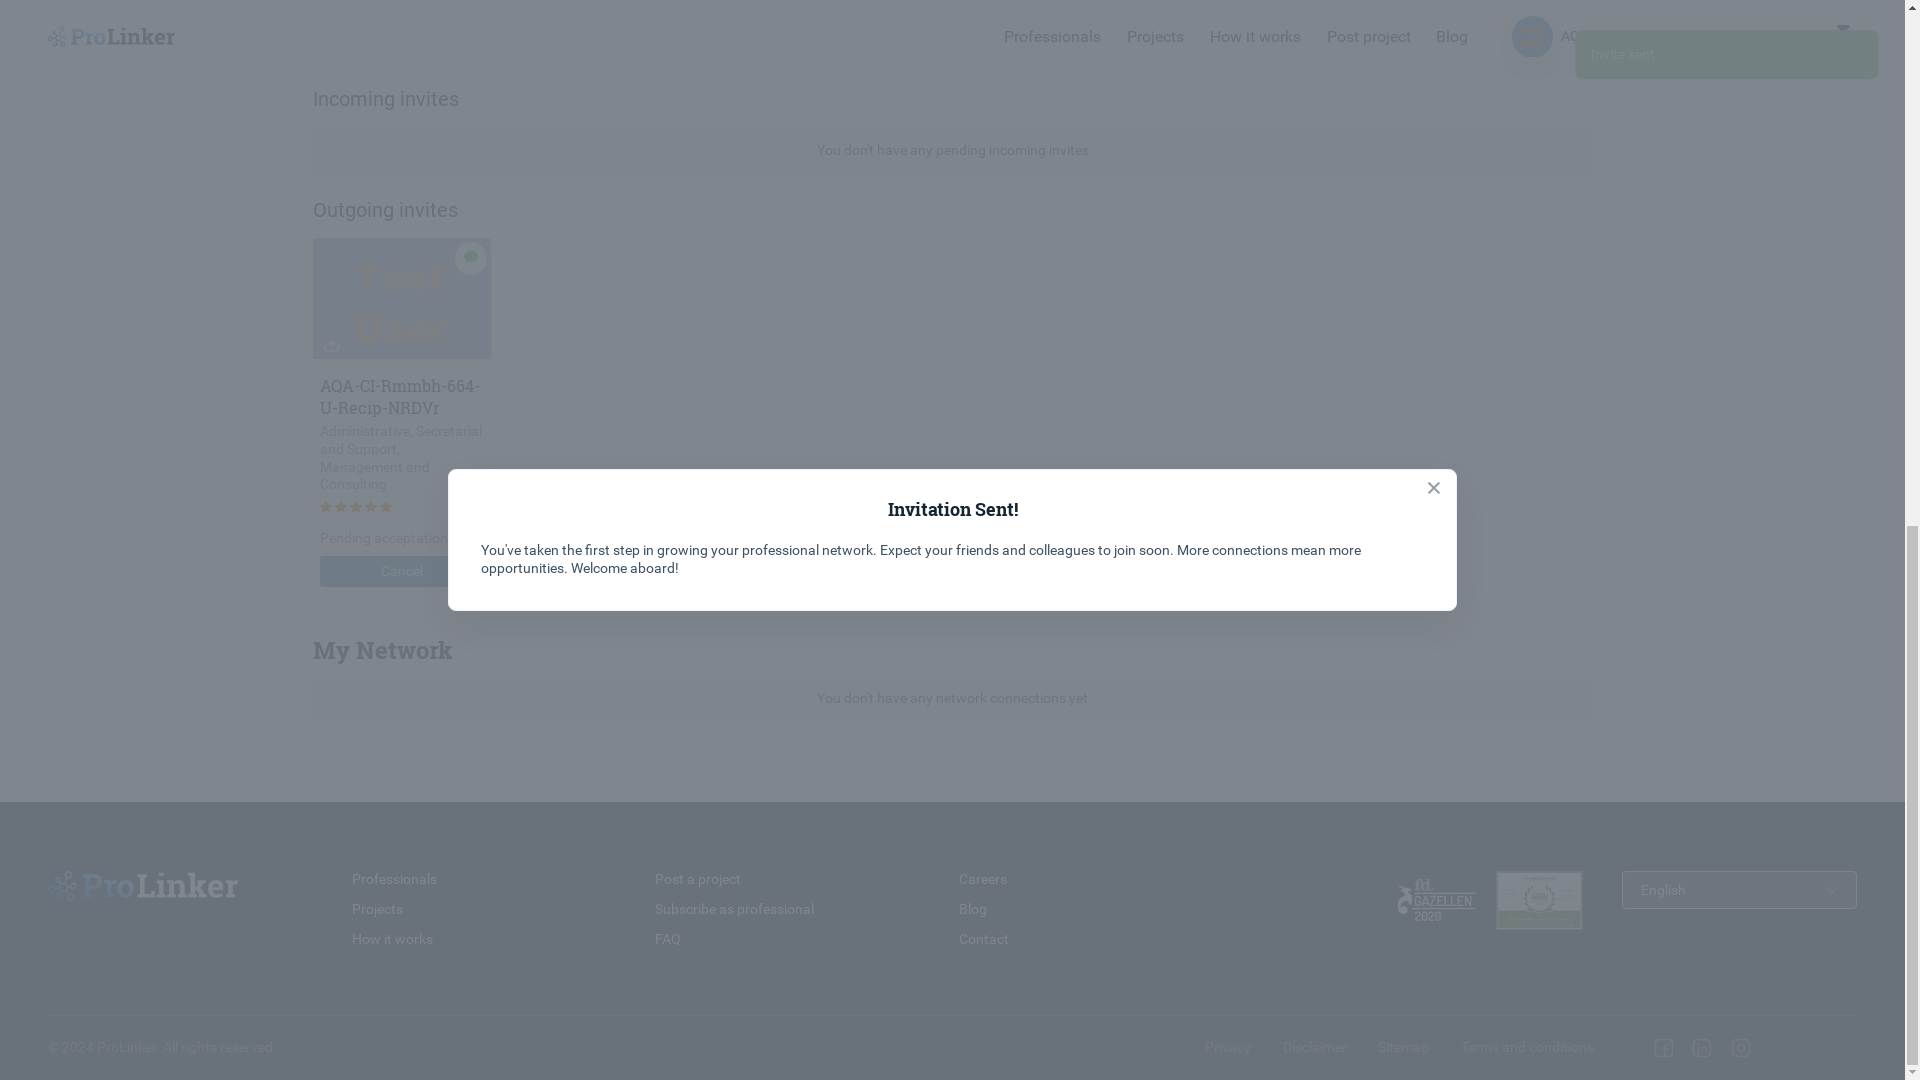 ProLinker
Professionals
Projects
How it works
Post project
Blog
Invite sent
Incoming invites
You don't have any pending incoming invites
Outgoing invites
Test
User
AQA-CI-Rmmbh-664-
U-Recip-NRDVr
Administrative, Secretarial
and Support,
Management and
Consulting
Pending acceptation
Cancel
Invitation Sent!
You've taken the first step in growing your professional network. Expect your friends and colleagues to join soon. More connections mean more
opportunities. Welcome aboard!
My Network
You don't have any network connections yet
ProLinker
Professionals
Projects
How it works
Post a project
Subscribe as professional
FAQ
Careers
Blog
Contact
fd.
GAZELLEN
2020
English
© 2024 ProLinker. All rights reserved
Privacy
Disclaimer
Sitemap
Terms and conditions